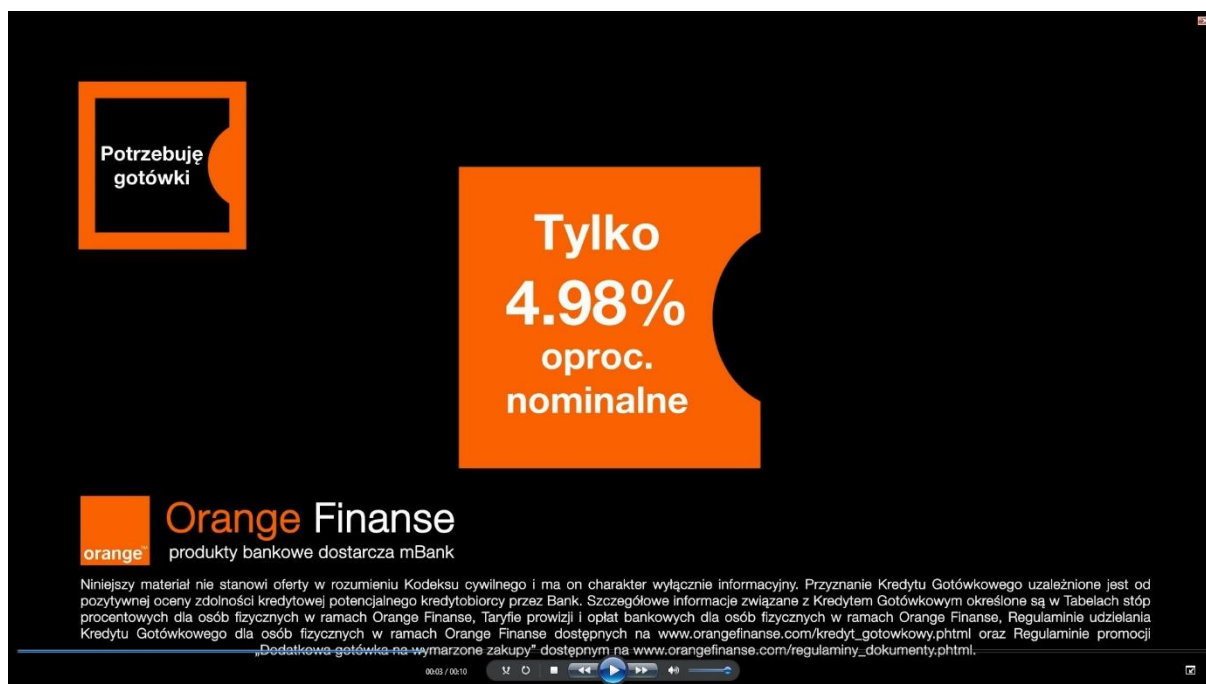 Potrzebuję
gotówki
Tylko
4.98%
oproc.
nominalne
orange™
Orange Finanse
produkty bankowe dostarcza mBank
Niniejszy materiał nie stanowi oferty w rozumieniu Kodeksu cywilnego i ma on charakter wyłącznie informacyjny. Przyznanie Kredytu Gotówkowego uzależnione jest od
pozytywnej oceny zdolności kredytowej potencjalnego kredytobiorcy przez Bank. Szczegółowe informacje związane z Kredytem Gotówkowym określone są w Tabelach stóp
procentowych dla osób fizycznych w ramach Orange Finanse, Taryfie prowizji i opłat bankowych dla osób fizycznych w ramach Orange Finanse, Regulaminie udzielania
Kredytu Gotówkowego dla osób fizycznych w ramach Orange Finanse dostępnych na www.orangefinanse.com/kredyt_gotowkowy.phtml oraz Regulaminie promocji
„Dodatkowa gotówka na wymarzone zakupy” dostępnym na www.orangefinanse.com/regulaminy_dokumenty.phtml.
00:03 / 00:10